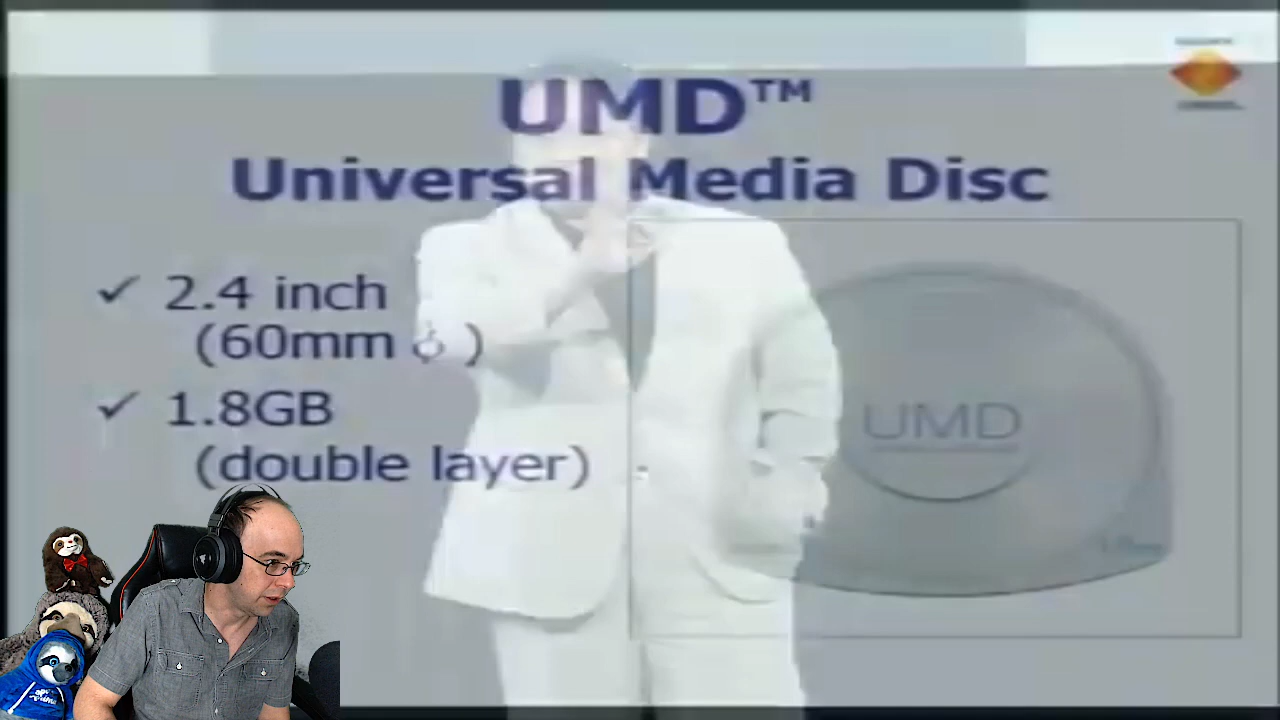 UMD™
Universal Media Disc
✓ 2.4 inch
(60mm φ )
✓ 1.8GB
(double layer)
UMD